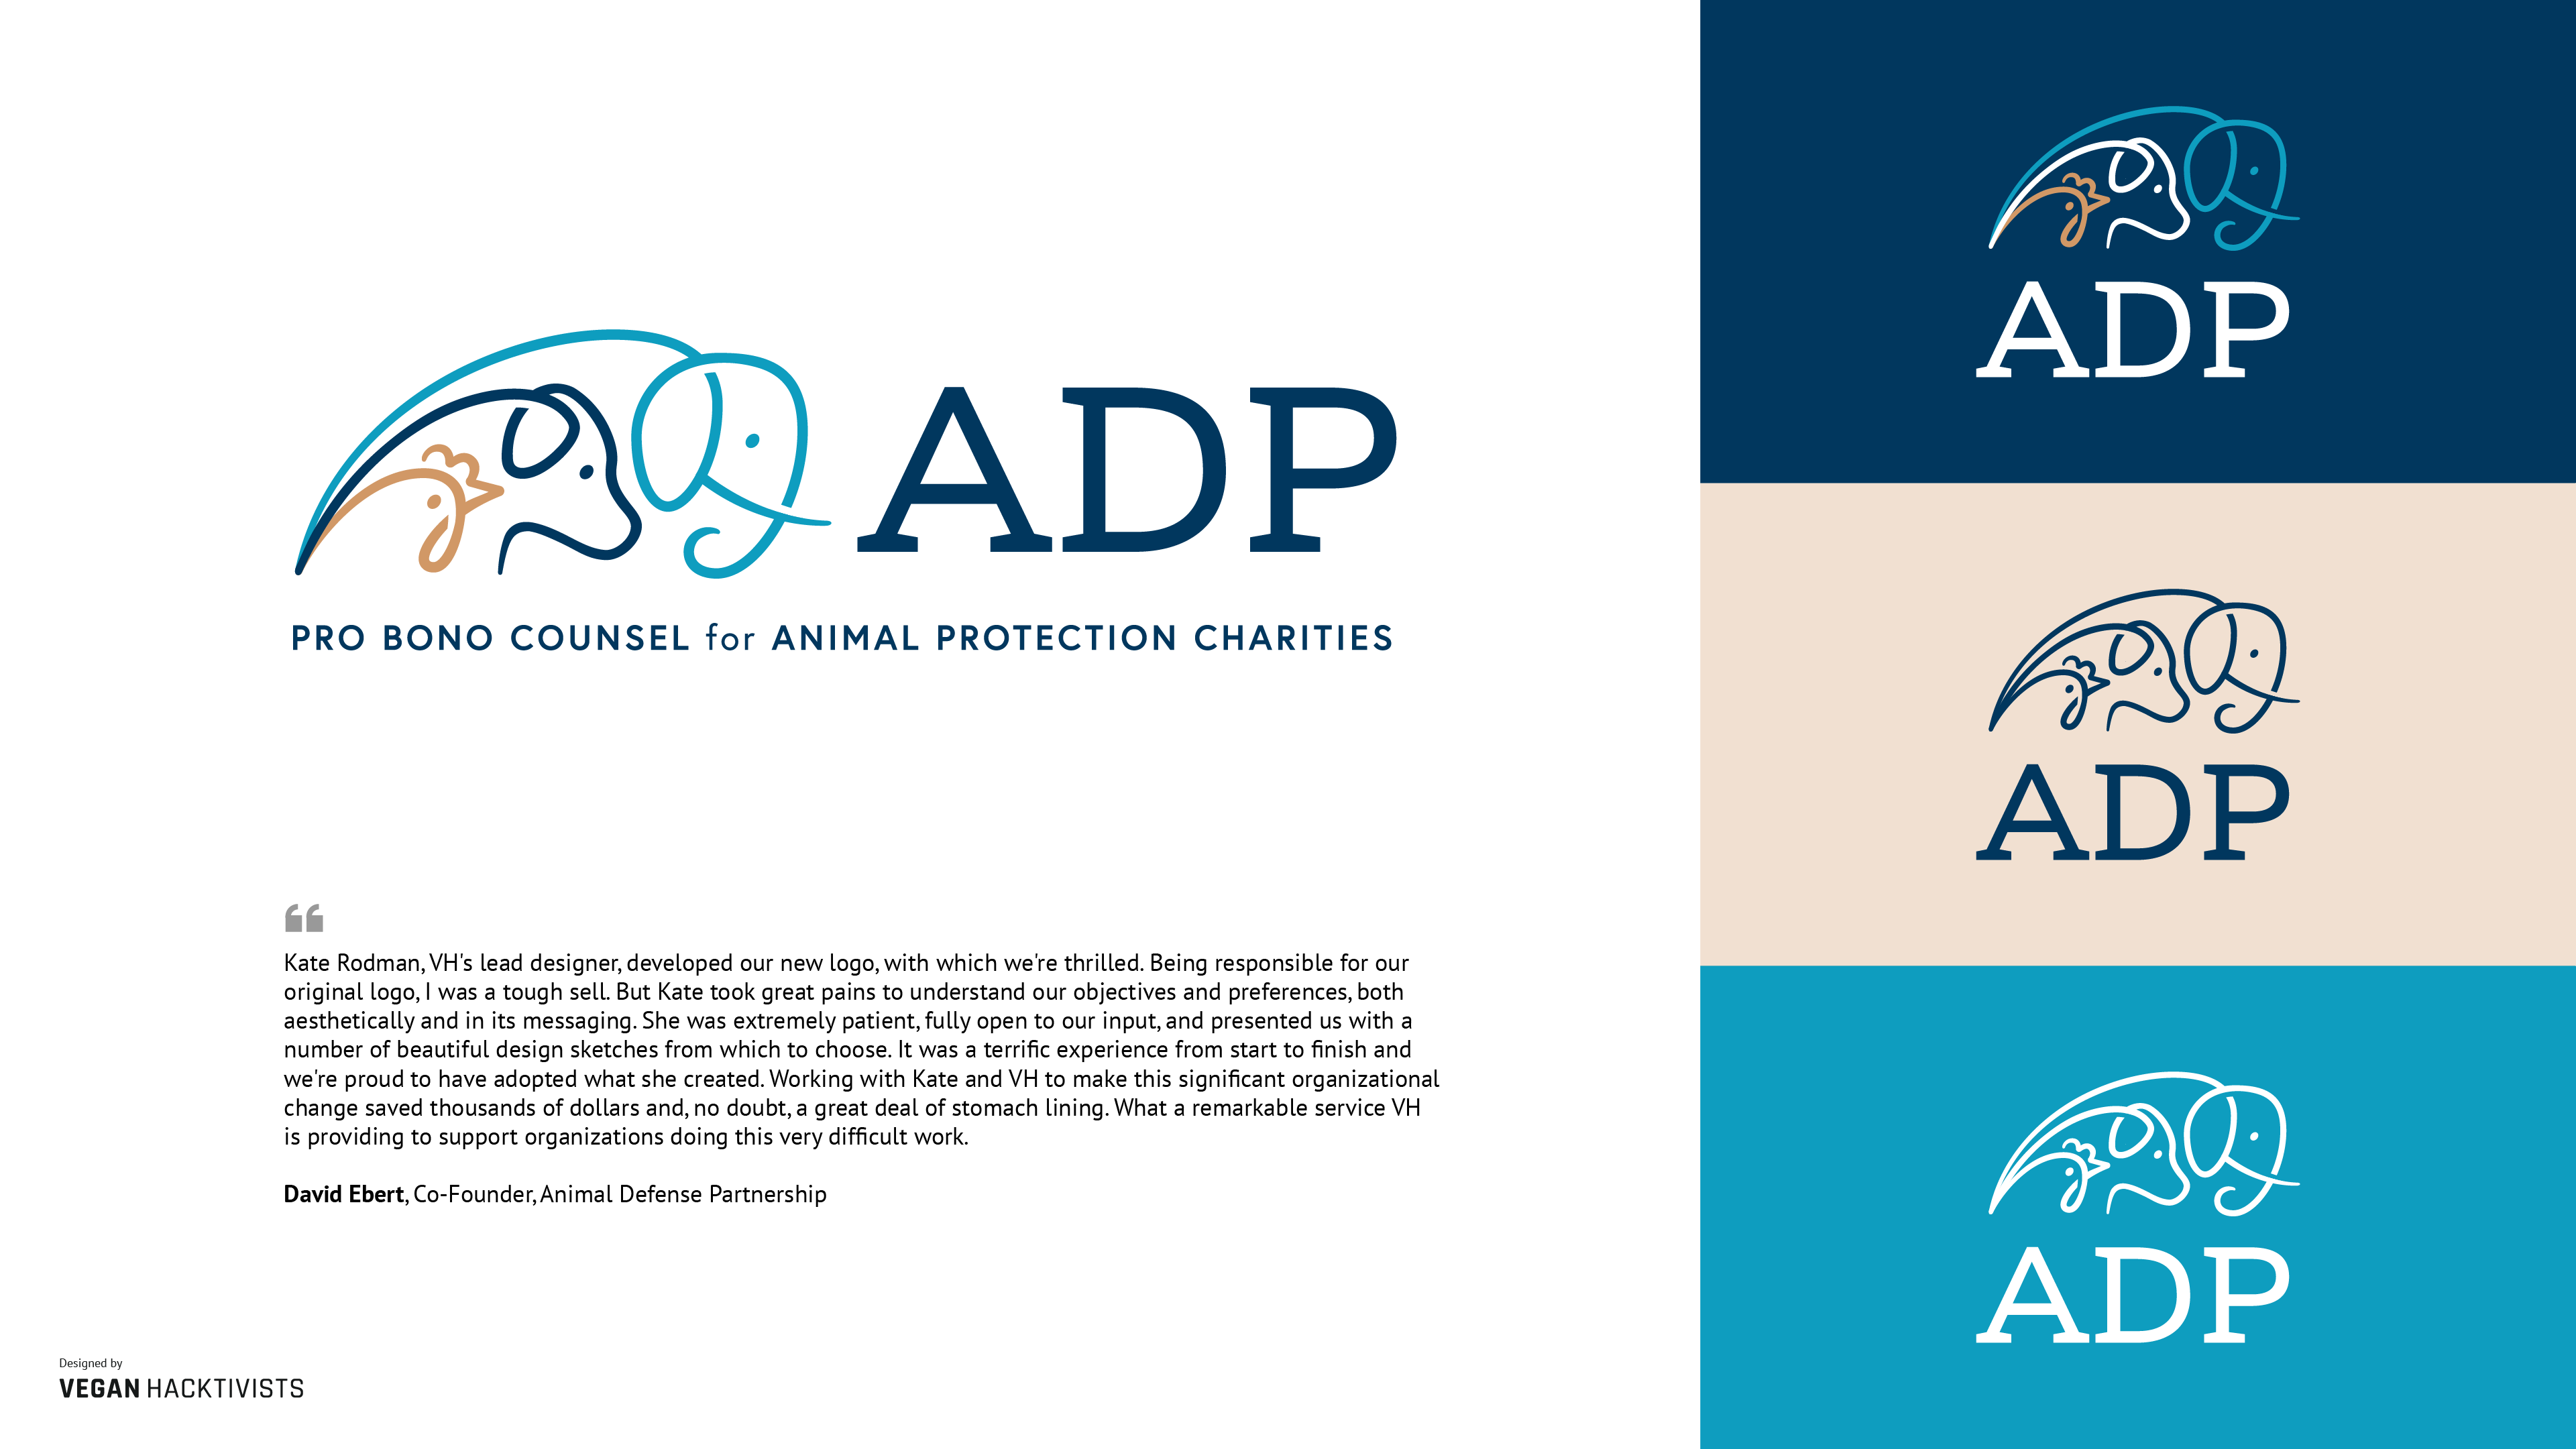 ADP
PRO BONO COUNSEL for ANIMAL PROTECTION CHARITIES
“
Kate Rodman, VH's lead designer, developed our new logo, with which we're thrilled. Being responsible for our
original logo, I was a tough sell. But Kate took great pains to understand our objectives and preferences, both
aesthetically and in its messaging. She was extremely patient, fully open to our input, and presented us with a
number of beautiful design sketches from which to choose. It was a terrific experience from start to finish and
we're proud to have adopted what she created. Working with Kate and VH to make this significant organizational
change saved thousands of dollars and, no doubt, a great deal of stomach lining. What a remarkable service VH
is providing to support organizations doing this very difficult work.
David Ebert, Co-Founder, Animal Defense Partnership
Designed by
VEGAN HACKTIVISTS
ADP
ADP
ADP